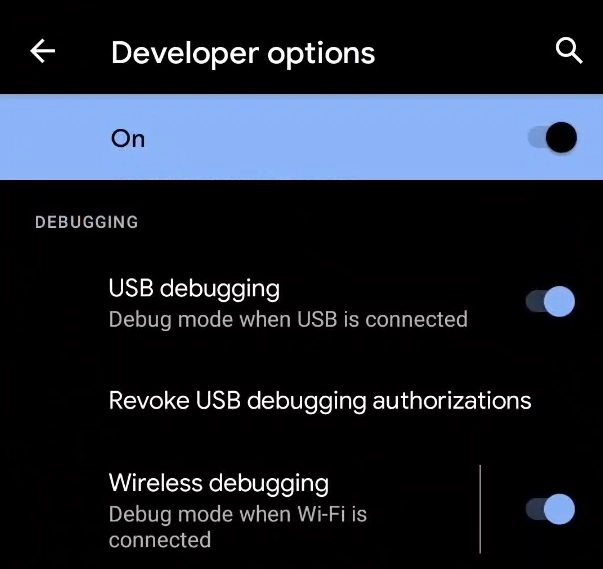 Developer options
On
DEBUGGING
USB debugging
Debug mode when USB is connected
Revoke USB debugging authorizations
Wireless debugging
Debug mode when Wi-Fi is
connected